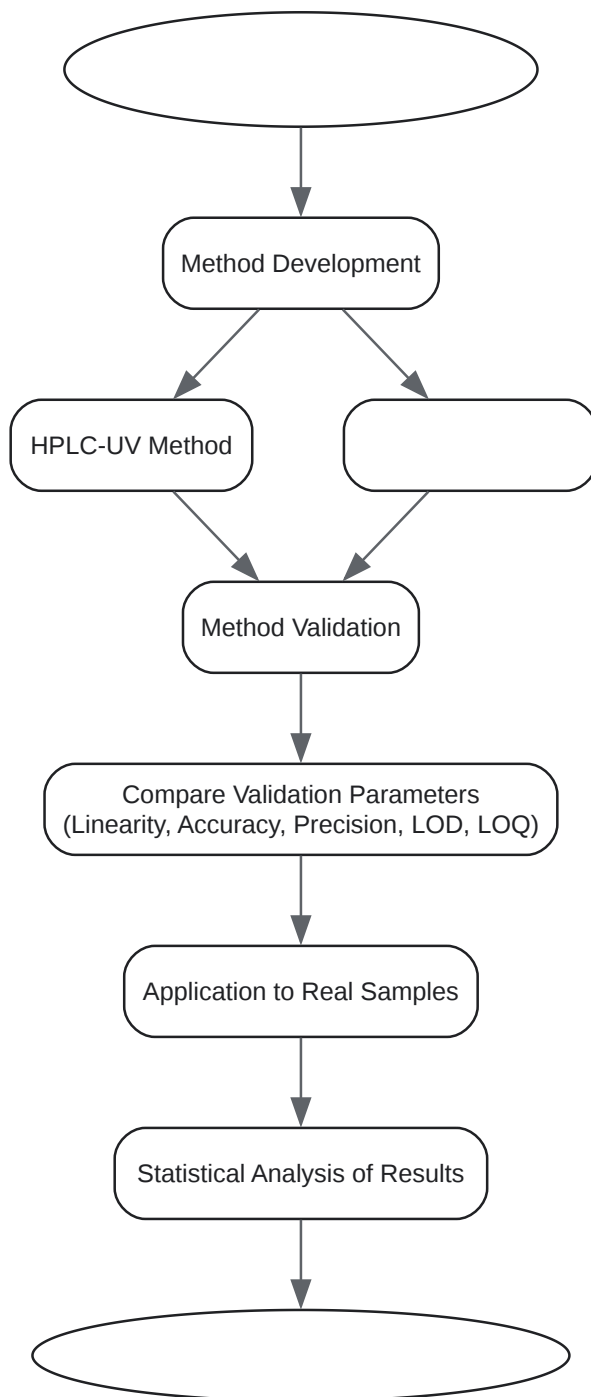 Method Development
HPLC-UV Method
Method Validation
Compare Validation Parameters
(Linearity, Accuracy, Precision, LOD, LOQ)
Application to Real Samples
Statistical Analysis of Results